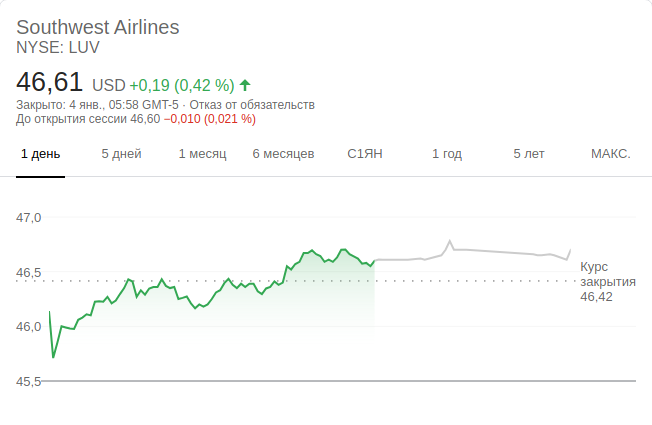 Southwest Airlines
NYSE: LUV
46,61 USD +0,19 (0,42 %)
Закрыто: 4 янв., 05:58 GMT-5 · Отказ от обязательств
До открытия сессии 46,60 −0,010 (0,021 %)
1 день 5 дней 1 месяц 6 месяцев С1ЯН 1 год 5 лет МАКС.
47,0
46,5
Курс
закрытия
46,42
46,0
45,5